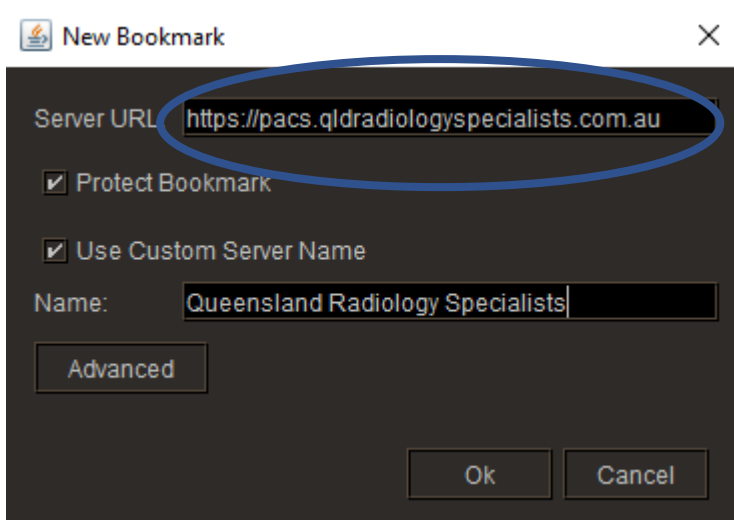 New Bookmark
Server URL https://pacs.qldradiologyspecialists.com.au
Protect Bookmark
Use Custom Server Name
Name: Queensland Radiology Specialists
Advanced
Ok Cancel